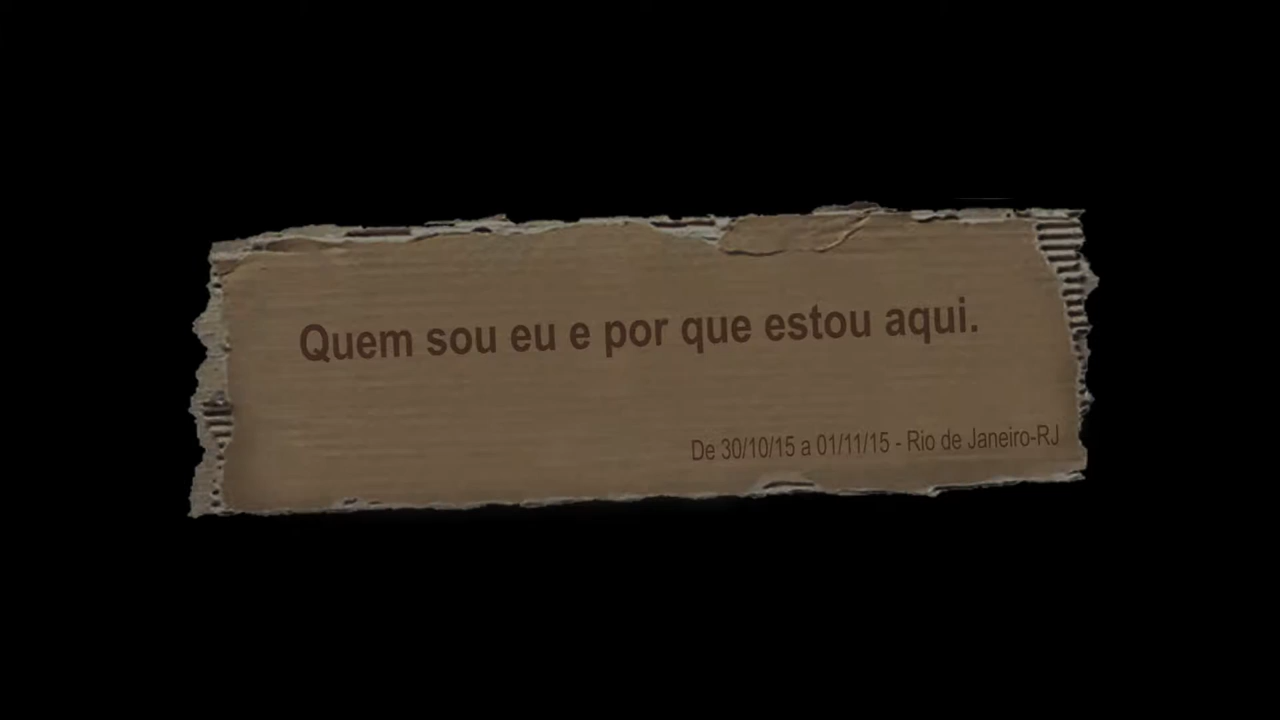 Quem sou eu e por que estou aqui.
De 30/10/15 a 01/11/15 - Rio de Janeiro-RJ